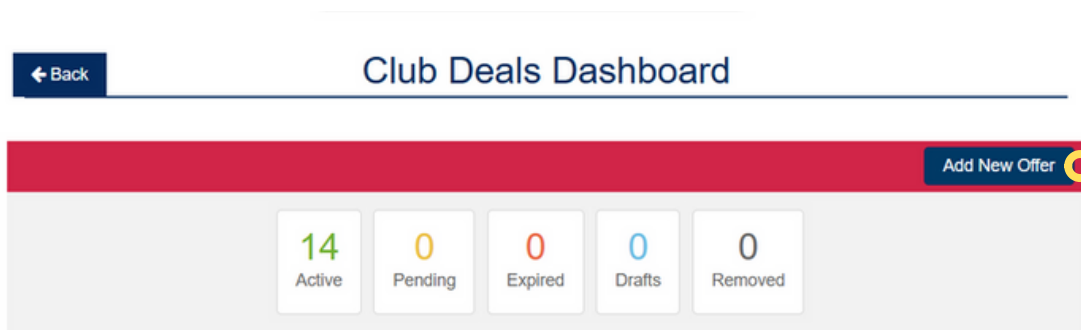 Back
Club Deals Dashboard
Add New Offer
14
Active
0
Pending
0
Expired
0
Drafts
0
Removed